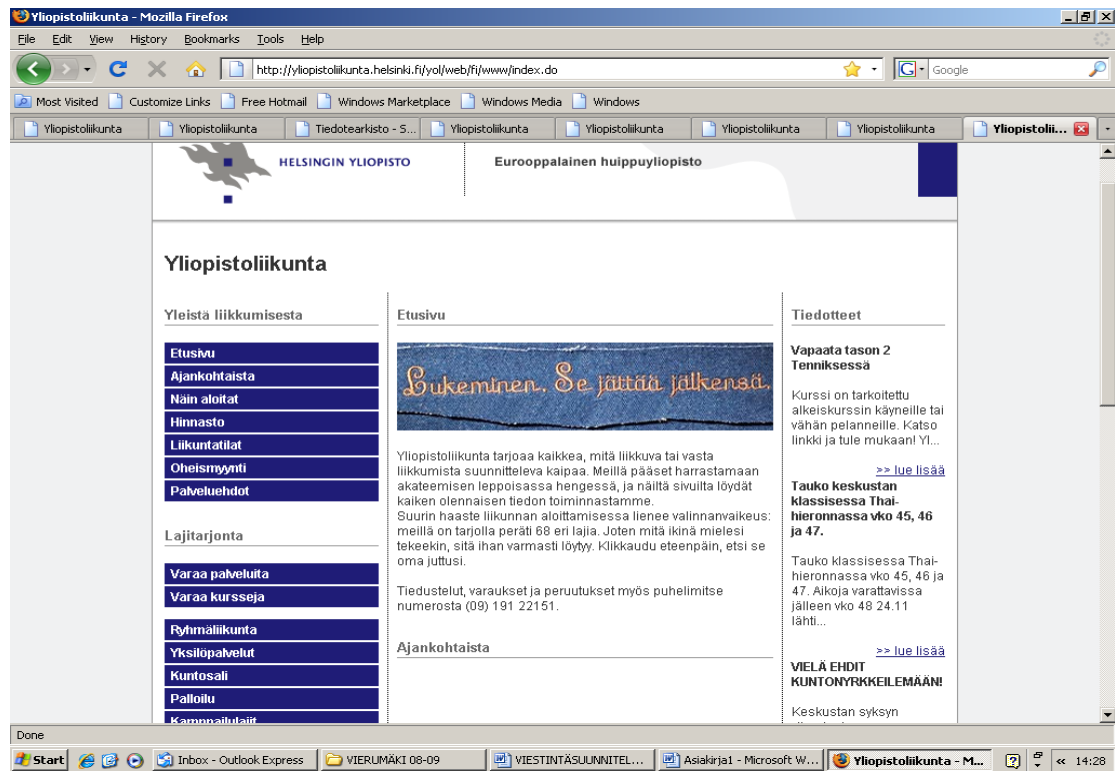 Yliopistoliikunta - Mozilla Firefox
File Edit View History Bookmarks Tools Help
http://yliopistoliikunta.helsinki.fi/yol/web/fi/www/index.do
G Google
Most Visited Customize Links Free Hotmail Windows Marketplace Windows Media Windows
Yliopistoliikunta Yliopistoliikunta Tiedotearkisto - S... Yliopistoliikunta Yliopistoliikunta Yliopistoliikunta Yliopistoliikunta Yliopistolii...
HELSINGIN YLIOPISTO
Eurooppalainen huippuyliopisto
Yliopistoliikunta
Yleistä liikkumisesta
Etusivu
Ajankohtaista
Näin aloitat
Hinnasto
Liikuntatilat
Oheismyynti
Palveluehdot
Lajitarjonta
Varaa palveluita
Varaa kursseja
Ryhmäliikunta
Yksilöpalvelut
Kuntosali
Palloilu
Kamppailulajit
Etusivu
Lukeminen. Se jättää jälkensä.
Yliopistoliikunta tarjoaa kaikkea, mitä liikkuva tai vasta
liikkumista suunnitteleva kaipaa. Meillä pääset harrastamaan
akateemisen leppoisassa hengessä, ja näiltä sivuilta löydät
kaiken olennaisen tiedon toiminnastamme.
Suurin haaste liikunnan aloittamisessa lienee valinnanvaikeus:
meillä on tarjolla peräti 68 eri lajia. Joten mitä ikinä mielesi
tekeekin, sitä ihan varmasti löytyy. Klikkaudu eteenpäin, etsi se
oma juttusi.
Tiedustelut, varaukset ja peruutukset myös puhelimitse
numerosta (09) 191 22151.
Ajankohtaista
Tiedotteet
Vapaata tason 2
Tenniksessä
Kurssi on tarkoitettu
alkeiskurssin käyneille tai
vähän pelanneille. Katso
linkki ja tule mukaan! Yl...
>> lue lisää
Tauko keskustan
klassisessa Thai-
hieronnassa vko 45, 46
ja 47.
Tauko klassisessa Thai-
hieronnassa vko 45, 46 ja
47. Aikoja varattavissa
jälleen vko 48 24.11
lähti...
>> lue lisää
VIELÄ EHDIT
KUNTONYRKKEILEMÄÄN!
Keskustan syksyn
Done
Start Inbox - Outlook Express VIERUMÄKI 08-09 VIESTINTÄSUUNNITEL... Asiakirja1 - Microsoft W... Yliopistoliikunta - M... 14:28